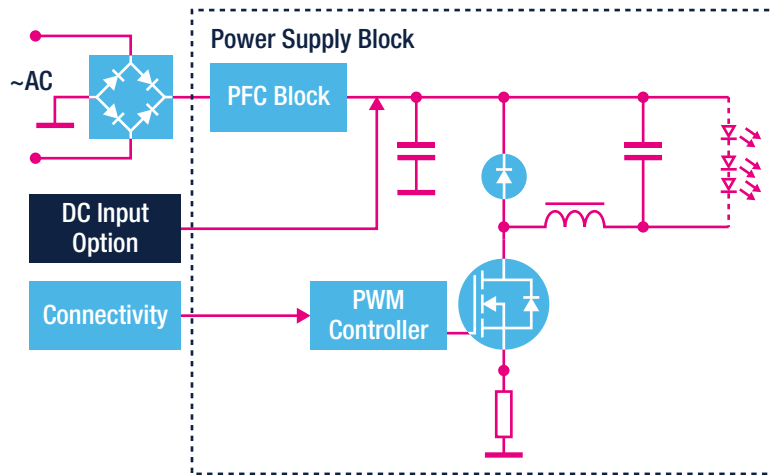 Power Supply Block
~AC
PFC Block
DC Input
Option
Connectivity
PWM
Controller